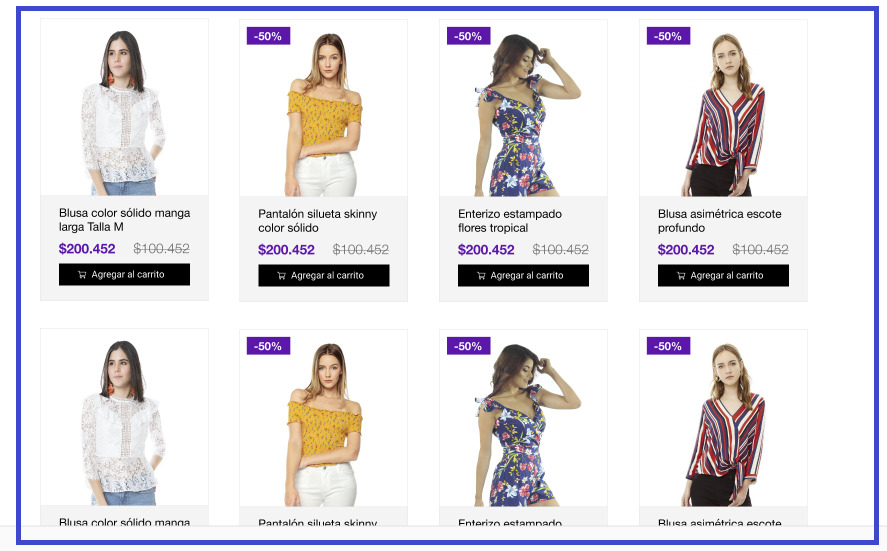 -50%
-50%
-50%
Blusa color sólido manga
larga Talla M
$200.452 $100.452
Agregar al carrito
Pantalón silueta skinny
color sólido
$200.452 $100.452
Agregar al carrito
Enterizo estampado
flores tropical
$200.452 $100.452
Agregar al carrito
Blusa asimétrica escote
profundo
$200.452 $100.452
Agregar al carrito
-50%
-50%
-50%
Blusa color sólido manga
Pantalón silueta skinny
Enterizo estampado
Blusa asimétrica escote